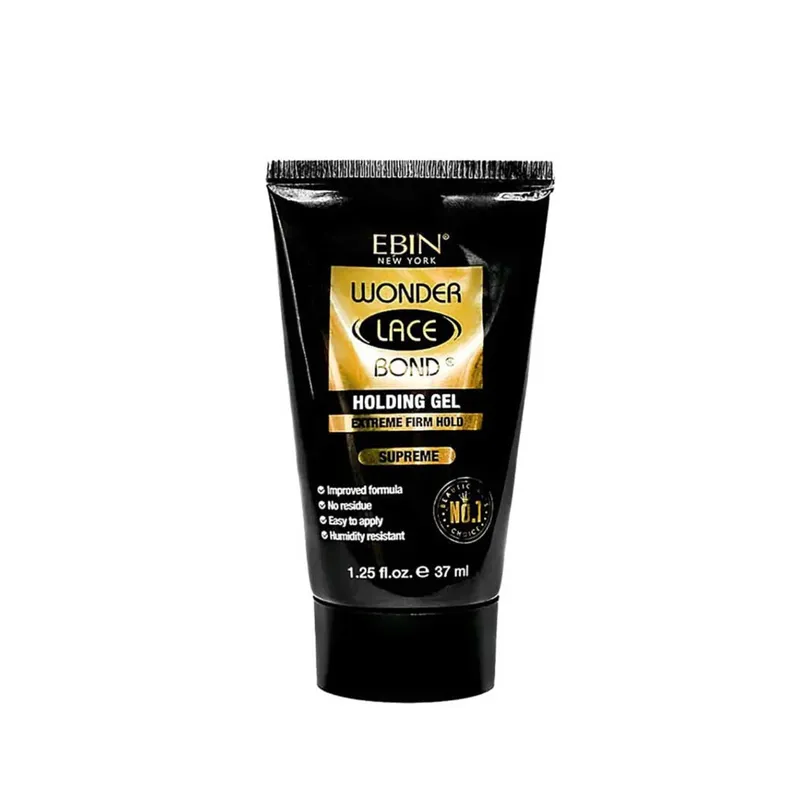 EBIN®
NEW YORK
WONDER
LACE
BOND
HOLDING GEL
EXTREME FIRM HOLD
SUPREME
Improved formula
No residue
Easy to apply
Humidity resistant
NO.1
CHOICE
1.25 fl.oz. ℮ 37 ml